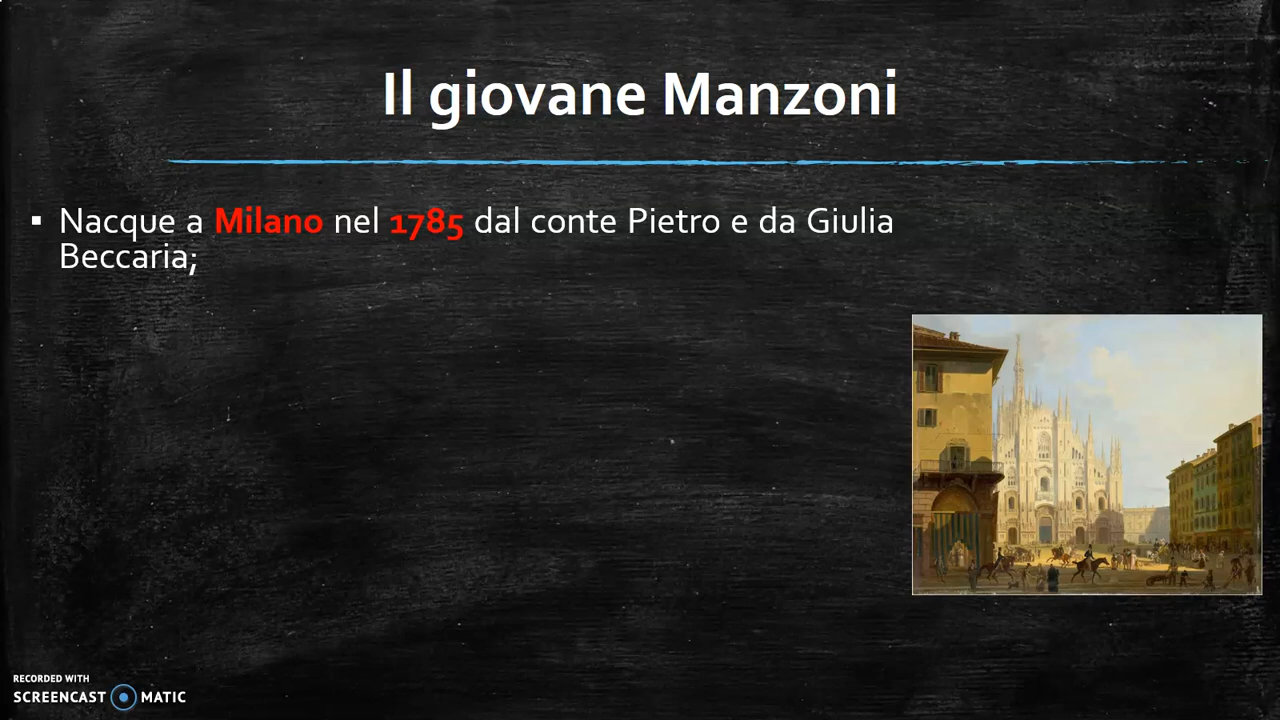 Il giovane Manzoni
▪ Nacque a Milano nel 1785 dal conte Pietro e da Giulia
Beccaria;
RECORDED WITH
SCREENCAST MATIC